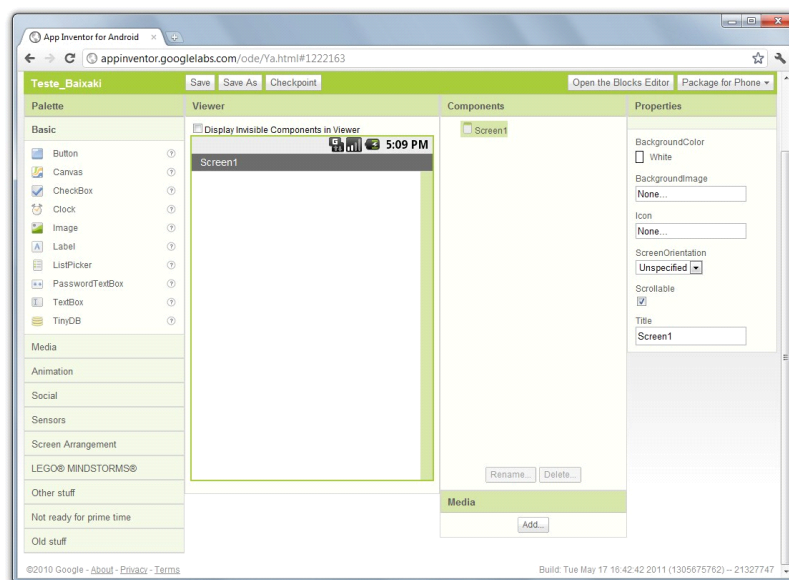 App Inventor for Android
appinventor.googlelabs.com/ode/Ya.html#1222163
Teste_Baixaki
Save
Save As
Checkpoint
Open the Blocks Editor
Package for Phone
Palette
Viewer
Components
Properties
Basic
Button
Canvas
CheckBox
Clock
Image
Label
ListPicker
PasswordTextBox
TextBox
TinyDB
Media
Animation
Social
Sensors
Screen Arrangement
LEGO® MINDSTORMS®
Other stuff
Not ready for prime time
Old stuff
Display Invisible Components in Viewer
5:09 PM
Screen1
Screen1
Rename...
Delete...
Media
Add...
BackgroundColor
White
BackgroundImage
None...
Icon
None...
ScreenOrientation
Unspecified
Scrollable
Title
Screen1
©2010 Google - About - Privacy - Terms
Build: Tue May 17 16:42:42 2011 (1305675762) -- 21327747